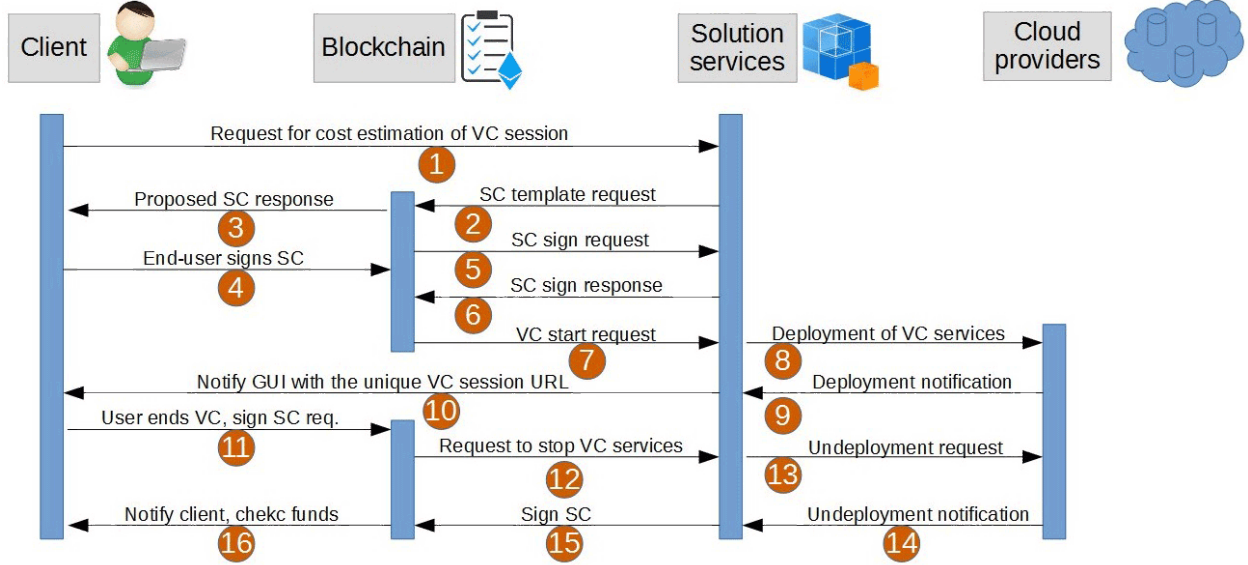 Client
Blockchain
Solution
services
Cloud
providers
Request for cost estimation of VC session
1
Proposed SC response
3
SC template request
2
SC sign request
5
End-user signs SC
4
SC sign response
6
VC start request
7
Deployment of VC services
8
Notify GUI with the unique VC session URL
10
Deployment notification
9
User ends VC, sign SC req.
11
Request to stop VC services
12
Undeployment request
13
Notify client, chekc funds
16
Sign SC
15
Undeployment notification
14